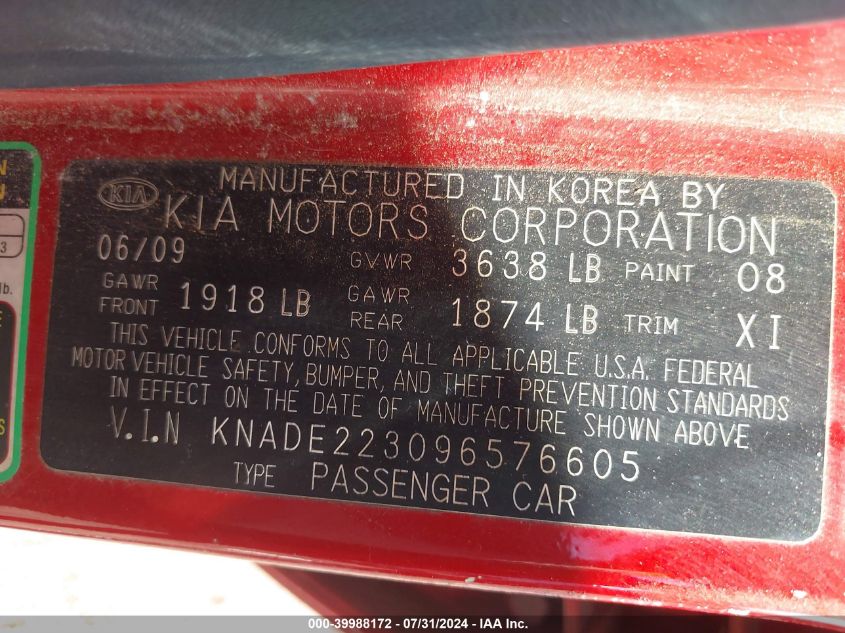 KIA
MANUFACTURED IN KOREA BY
KIA MOTORS CORPORATION
06/09 GVWR 3638 LB PAINT 08
GAWR FRONT 1918 LB GAWR REAR 1874 LB TRIM XI
THIS VEHICLE CONFORMS TO ALL APPLICABLE U.S.A. FEDERAL
MOTOR VEHICLE SAFETY, BUMPER, AND THEFT PREVENTION STANDARDS
IN EFFECT ON THE DATE OF MANUFACTURE SHOWN ABOVE
V.I.N KNADE223096576605
TYPE PASSENGER CAR
N
N
3
lb.
E
S
000-39988172 / 07/31/2024 - IAA Inc.